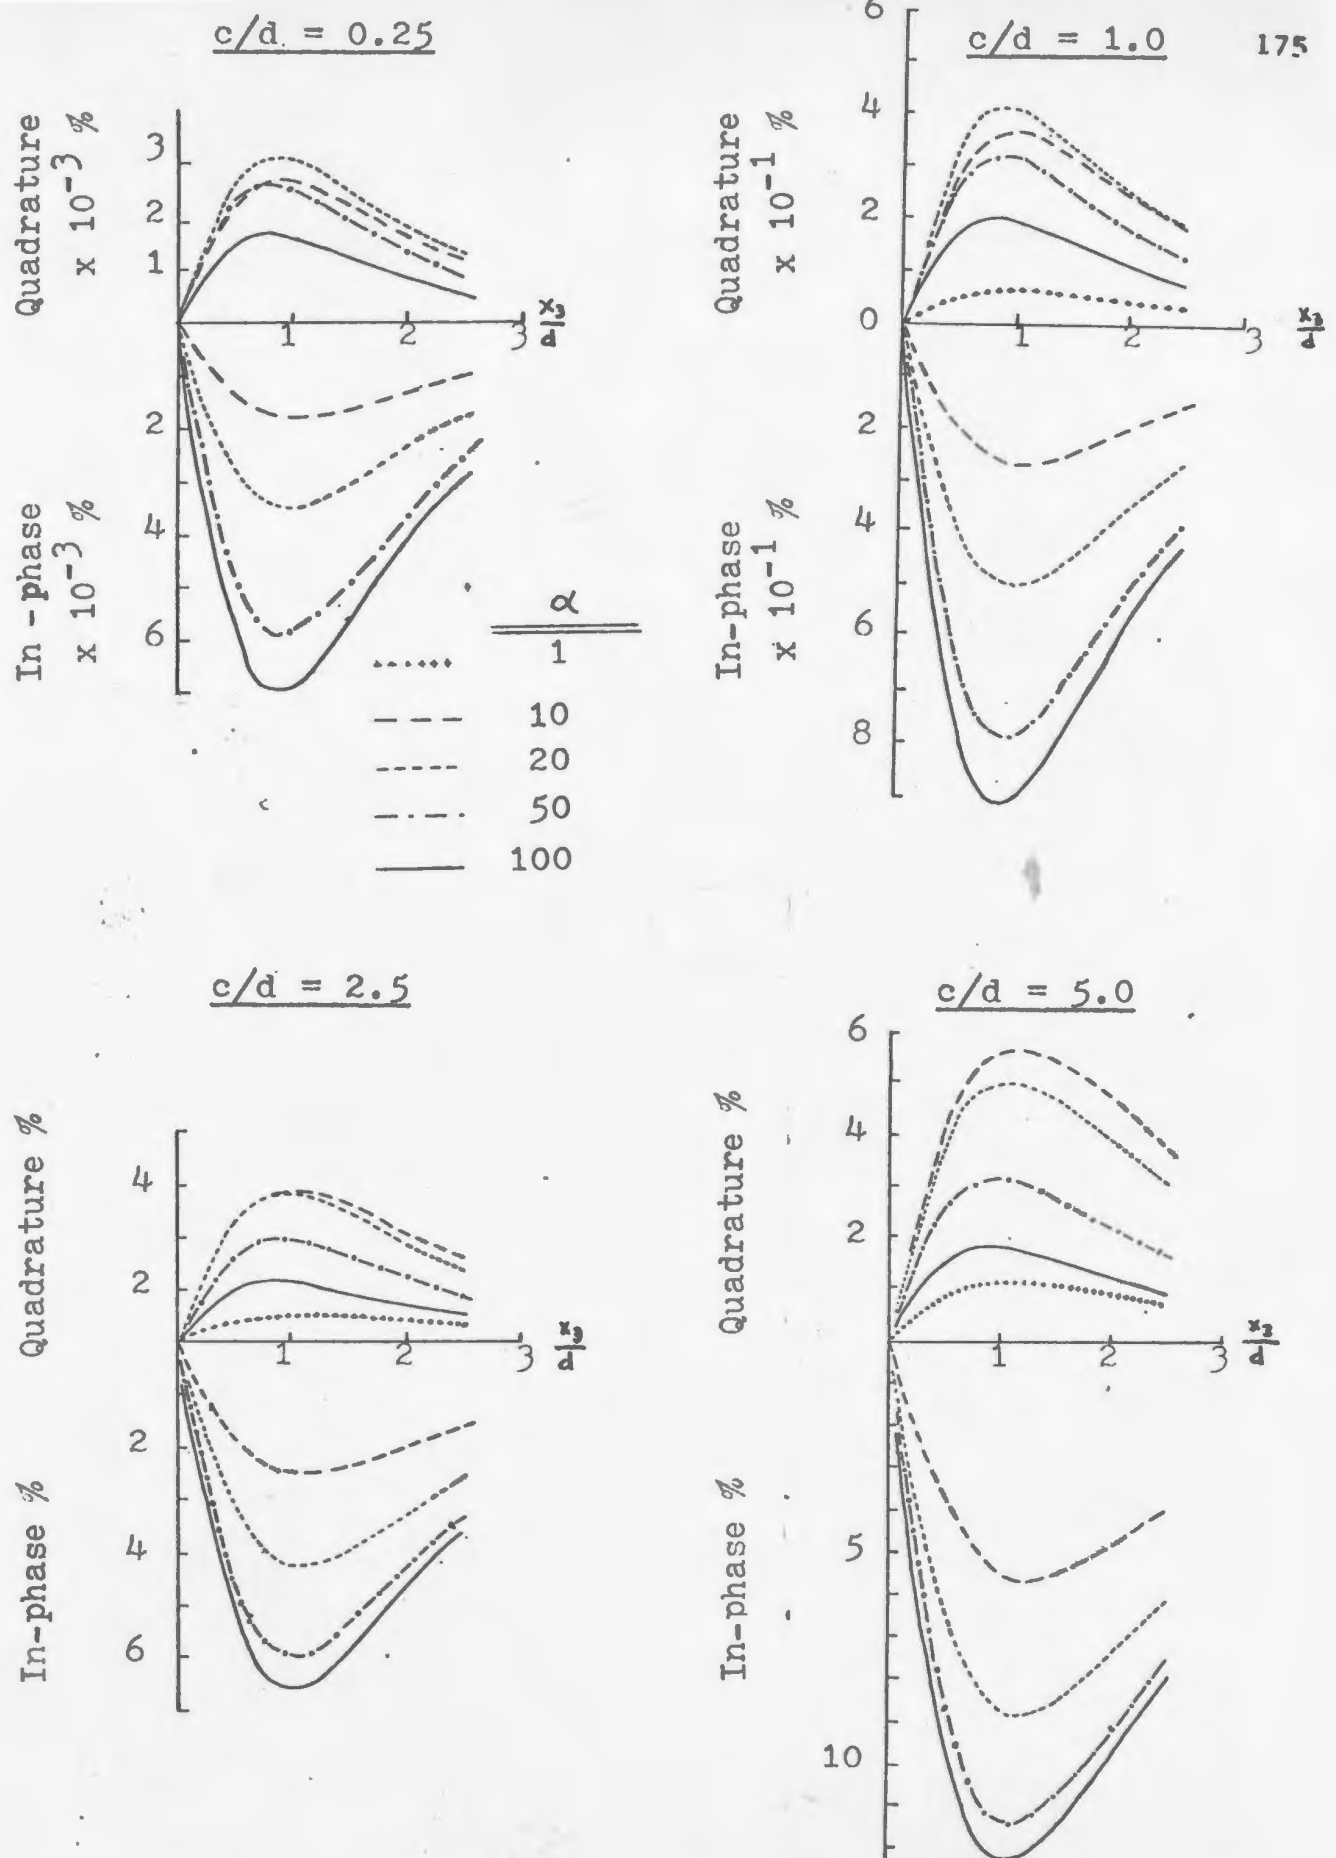 175
c/d = 0.25
Quadrature
x 10⁻³ %
3
2
1
1
2
3
x₃/d
2
4
6
In-phase
x 10⁻³ %
α
1
10
20
50
100
c/d = 1.0
Quadrature
x 10⁻¹ %
6
4
2
0
1
2
3
x₃/d
2
4
6
8
In-phase
x 10⁻¹ %
c/d = 2.5
Quadrature %
4
2
1
2
3
x₃/d
2
4
6
In-phase %
c/d = 5.0
Quadrature %
6
4
2
1
2
3
x₃/d
5
10
In-phase %